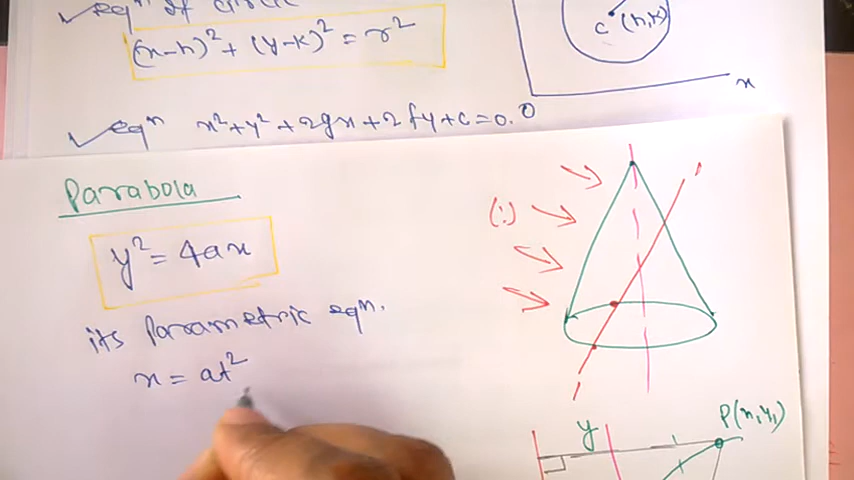 eqⁿ of circle
(x-h)² + (y-k)² = r²
C (h,k)
x
eqⁿ x²+y²+2gx+2fy+c=0.
Parabola
y² = 4ax
(i)
its Parametric eqⁿ.
x = at²
P(x,y₁)
y